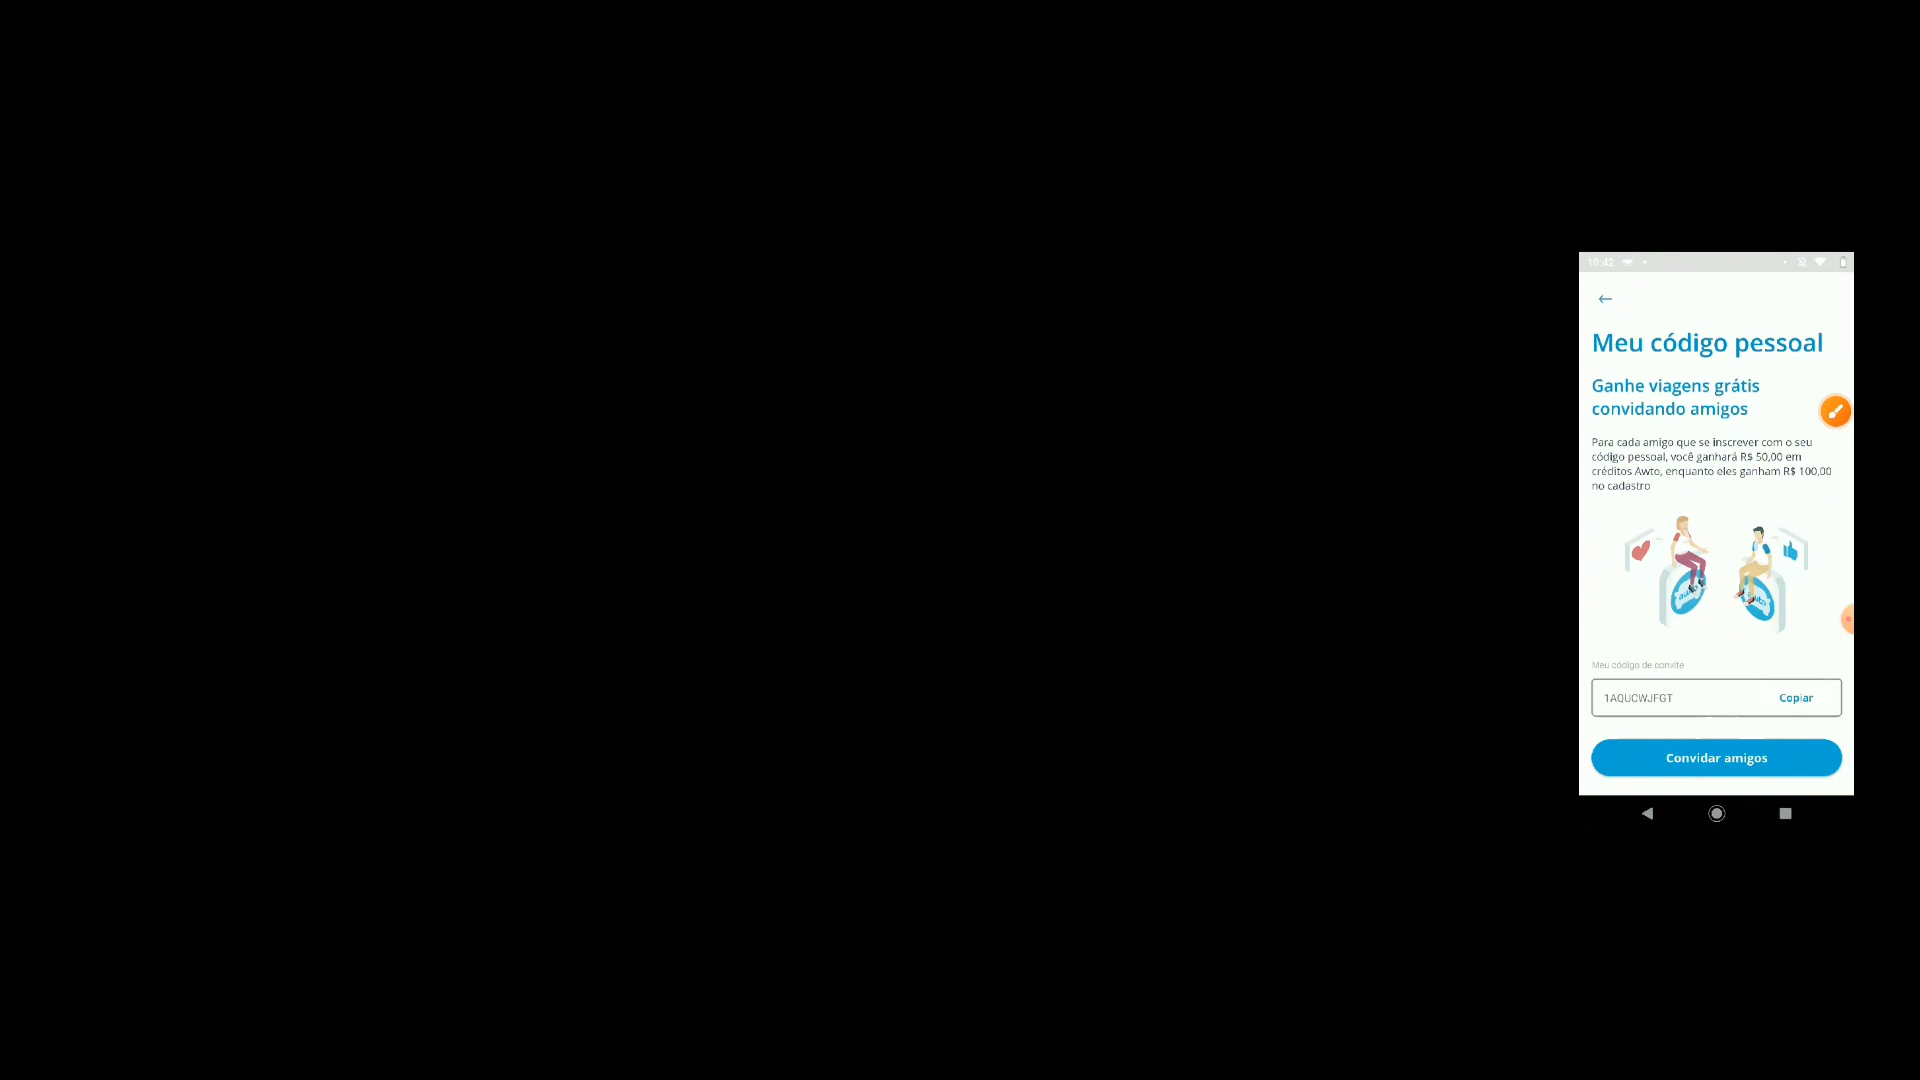 10:42
Meu código pessoal
Ganhe viagens grátis
convidando amigos
Para cada amigo que se inscrever com o seu
código pessoal, você ganhará R$ 50,00 em
créditos Awto, enquanto eles ganham R$ 100,00
no cadastro
Meu código de convite
1AQUCWJFGT
Copiar
Convidar amigos